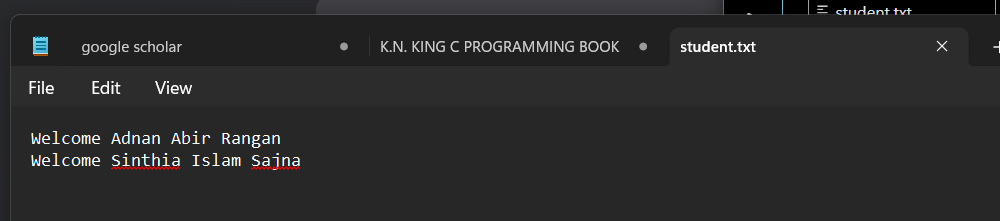 student.txt
google scholar
K.N. KING C PROGRAMMING BOOK
student.txt
File Edit View
Welcome Adnan Abir Rangan
Welcome Sinthia Islam Sajna